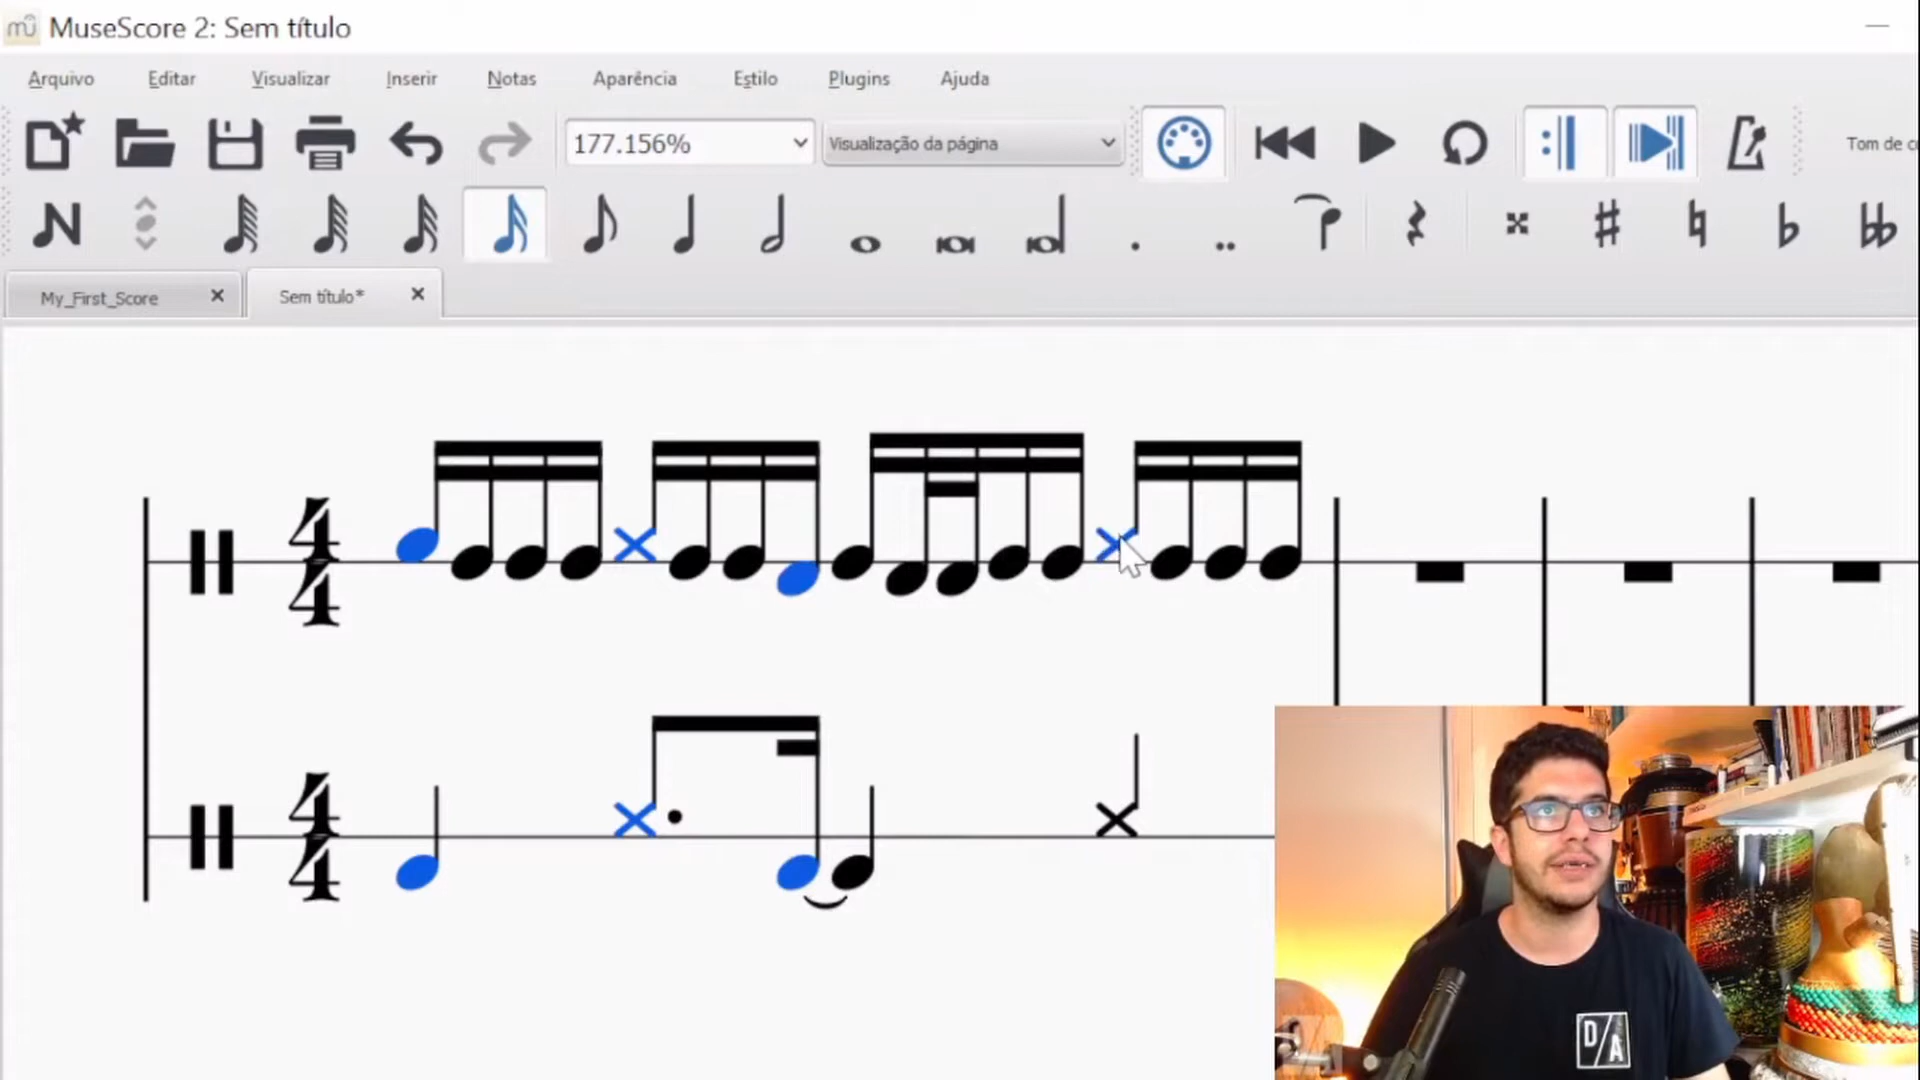 MuseScore 2: Sem título
Arquivo Editar Visualizar Inserir Notas Aparência Estilo Plugins Ajuda
177.156% Visualização da página Tom de co
My_First_Score Sem título*
4
4
4
4
D/A